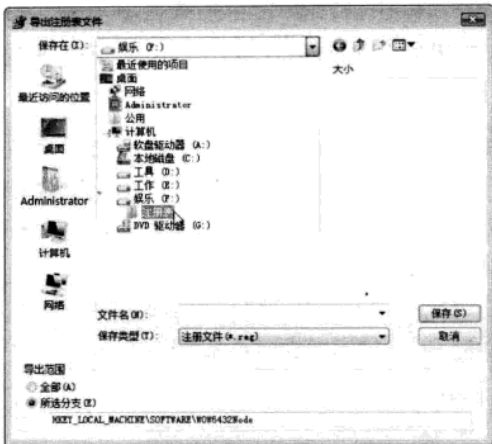 导出注册表文件
保存在(I):
娱乐 (F:)
最近使用的项目
桌面
网络
Administrator
公用
计算机
软盘驱动器 (A:)
本地磁盘 (C:)
工具 (D:)
工作 (E:)
娱乐 (F:)
注册表
DVD 驱动器 (G:)
大小
最近访问的位置
桌面
Administrator
计算机
网络
文件名(N):
保存(S)
保存类型(T):
注册文件(*.reg)
取消
导出范围
全部(A)
所选分支(E)
HKEY_LOCAL_MACHINE\SOFTWARE\WOW6432Node